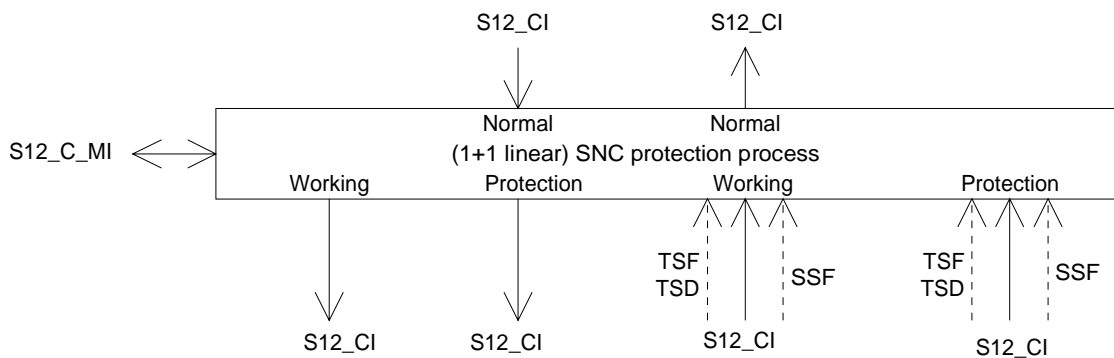 S12_CI S12_CI
S12_C_MI
Normal Normal
(1+1 linear) SNC protection process
Working Protection Working Protection
TSF
TSD
SSF
TSF
TSD
SSF
S12_CI S12_CI S12_CI S12_CI